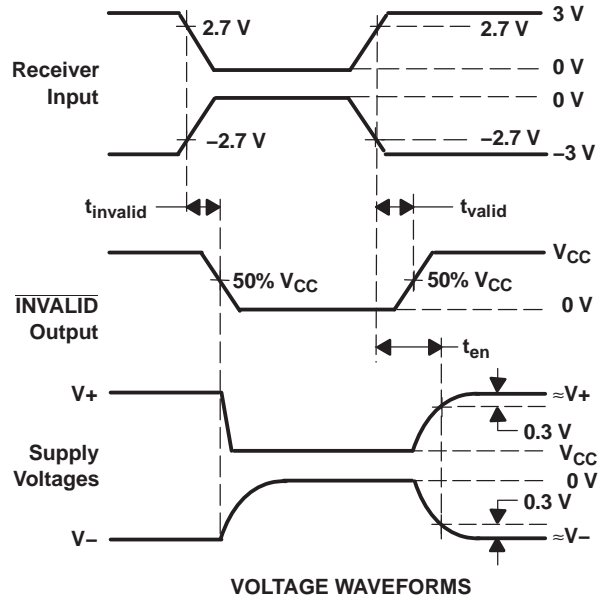 3 V
2.7 V
2.7 V
Receiver
Input
0 V
0 V
−2.7 V
−2.7 V
−3 V
tinvalid
tvalid
VCC
50% VCC
50% VCC
INVALID
Output
0 V
ten
V+
≈V+
0.3 V
Supply
Voltages
VCC
0 V
0.3 V
V−
≈V−
VOLTAGE WAVEFORMS